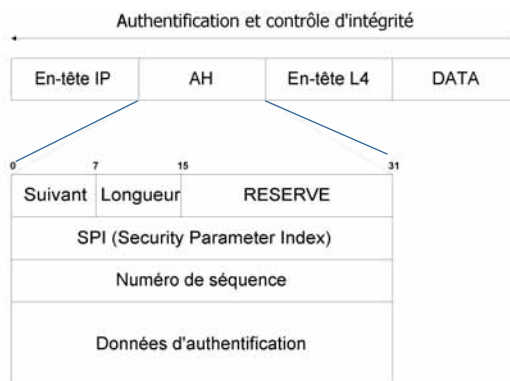 Authentification et contrôle d'intégrité
En-tête IP AH En-tête L4 DATA
0 7 15 31
Suivant Longueur RESERVE
SPI (Security Parameter Index)
Numéro de séquence
Données d'authentification